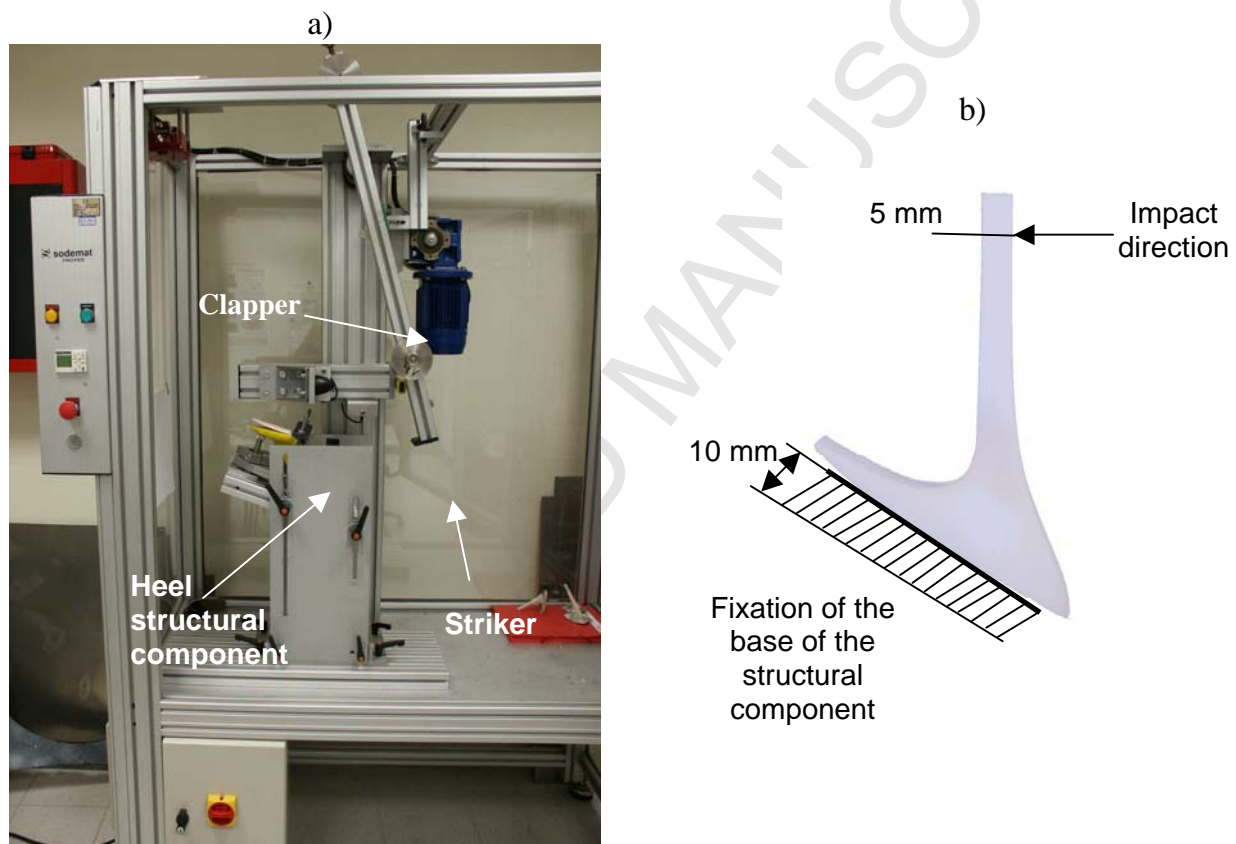 a)
sodemat
Clapper
Heel
structural
component
Striker
b)
5 mm
Impact
direction
10 mm
Fixation of the
base of the
structural
component
D MANUSC